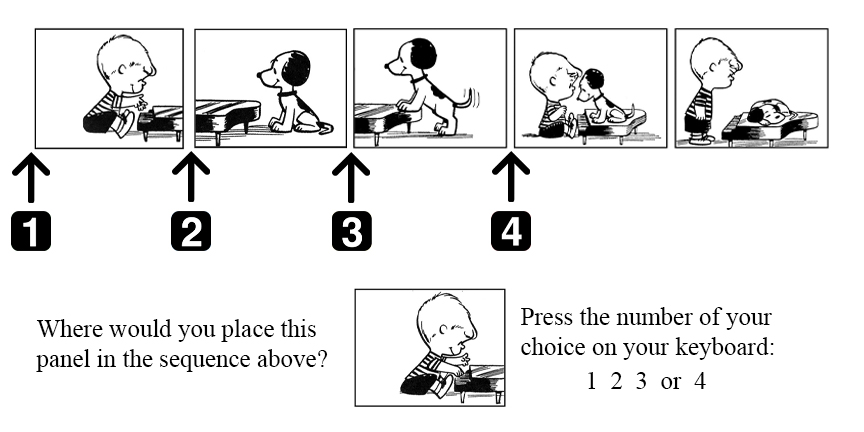 1
2
3
4
Where would you place this
panel in the sequence above?
Press the number of your
choice on your keyboard:
1 2 3 or 4